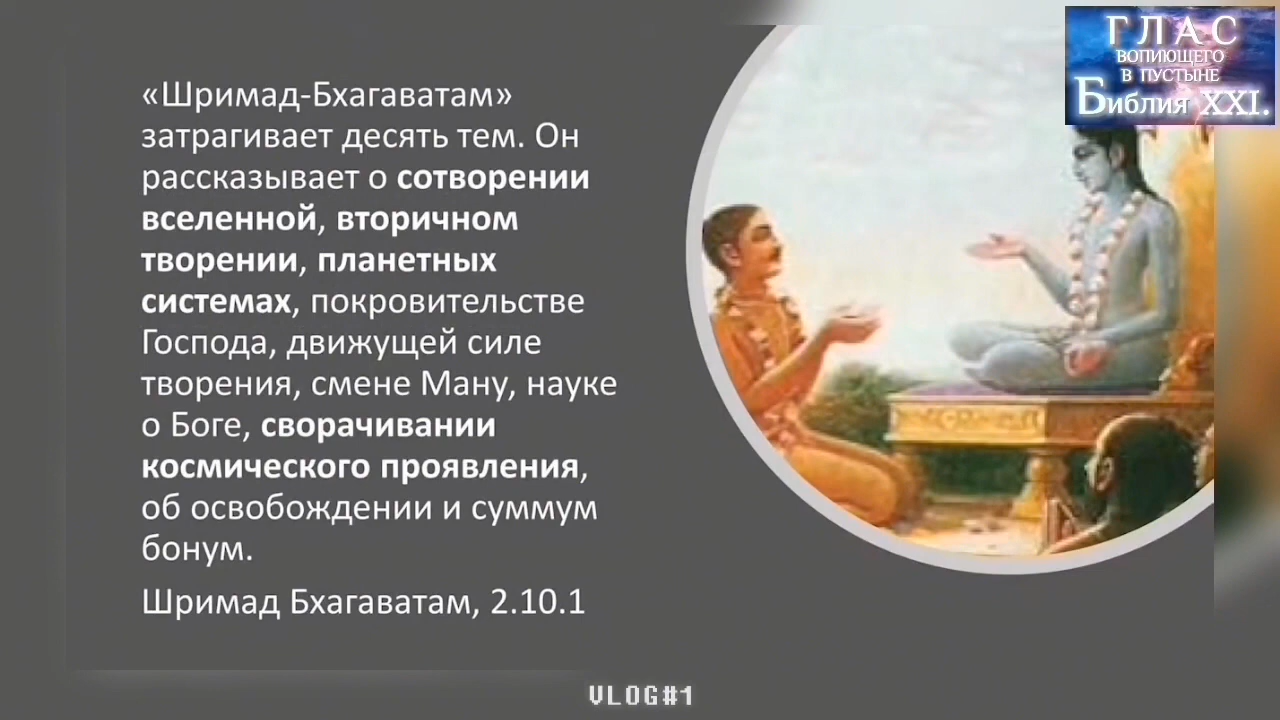 «Шримад-Бхагаватам»
затрагивает десять тем. Он
рассказывает о сотворении
вселенной, вторичном
творении, планетных
системах, покровительстве
Господа, движущей силе
творения, смене Ману, науке
о Боге, сворачивании
космического проявления,
об освобождении и суммум
бонум.
Шримад Бхагаватам, 2.10.1
ГЛАС
ВОПИЮЩЕГО
В ПУСТЫНЕ
Библия XXI.
VLOG#1